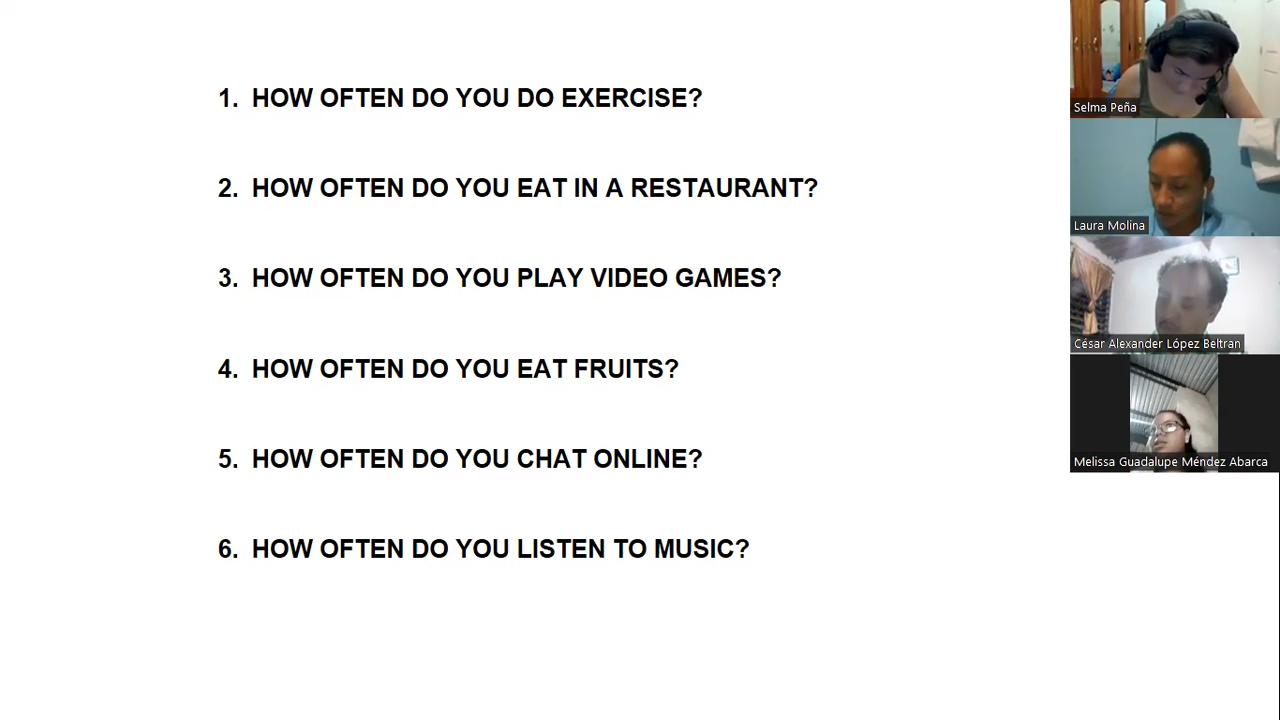 1. HOW OFTEN DO YOU DO EXERCISE?
2. HOW OFTEN DO YOU EAT IN A RESTAURANT?
3. HOW OFTEN DO YOU PLAY VIDEO GAMES?
4. HOW OFTEN DO YOU EAT FRUITS?
5. HOW OFTEN DO YOU CHAT ONLINE?
6. HOW OFTEN DO YOU LISTEN TO MUSIC?
Selma Peña
Laura Molina
César Alexander López Beltran
Melissa Guadalupe Méndez Abarca